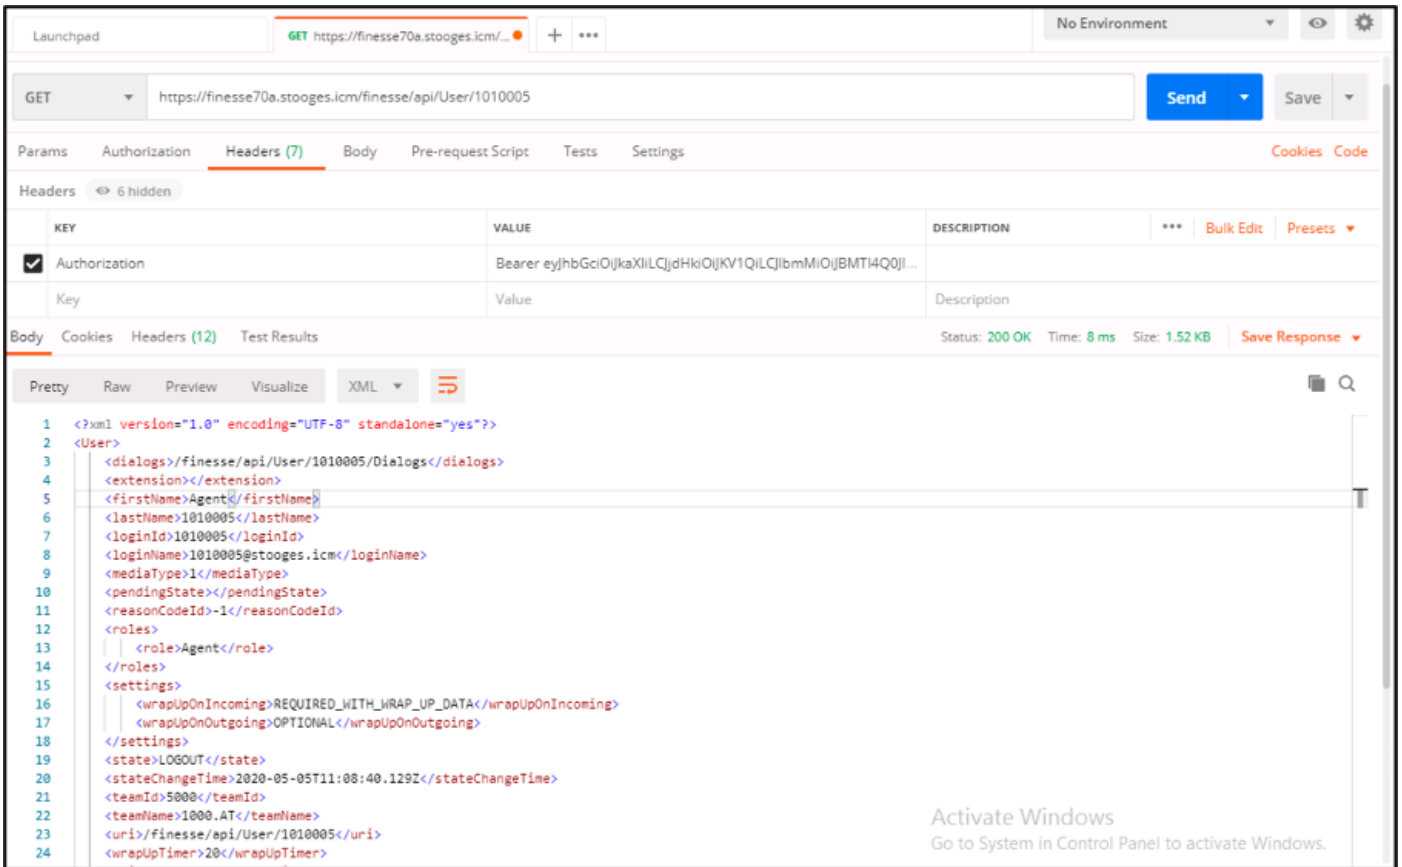 Launchpad
GET https://finesse70a.stooges.icm/...
No Environment
GET
https://finesse70a.stooges.icm/finesse/api/User/1010005
Send
Save
Params Authorization Headers (7) Body Pre-request Script Tests Settings
Cookies Code
Headers 6 hidden
KEY VALUE DESCRIPTION Bulk Edit Presets
Authorization Bearer
Key Value Description
Body Cookies Headers (12) Test Results Status: 200 OK Time: 8 ms Size: 1.52 KB Save Response
Pretty Raw Preview Visualize XML
1 <?xml version="1.0" encoding="UTF-8" standalone="yes"?>
2 <User>
3 <dialogs>/finesse/api/User/1010005/Dialogs</dialogs>
4 <extension></extension>
5 <firstName>Agent</firstName>
6 <lastName>1010005</lastName>
7 <loginId>1010005</loginId>
8 <loginName>1010005@stooges.icm</loginName>
9 <mediaType>1</mediaType>
10 <pendingState></pendingState>
11 <reasonCodeId>-1</reasonCodeId>
12 <roles>
13 <role>Agent</role>
14 </roles>
15 <settings>
16 <wrapUpOnIncoming>REQUIRED_WITH_WRAP_UP_DATA</wrapUpOnIncoming>
17 <wrapUpOnOutgoing>OPTIONAL</wrapUpOnOutgoing>
18 </settings>
19 <state>LOGOUT</state>
20 <stateChangeTime>2020-05-05T11:08:40.129Z</stateChangeTime>
21 <teamId>5000</teamId>
22 <teamName>1000.AT</teamName>
23 <uri>/finesse/api/User/1010005</uri>
24 <wrapUpTimer>20</wrapUpTimer>
Activate Windows
Go to System in Control Panel to activate Windows.